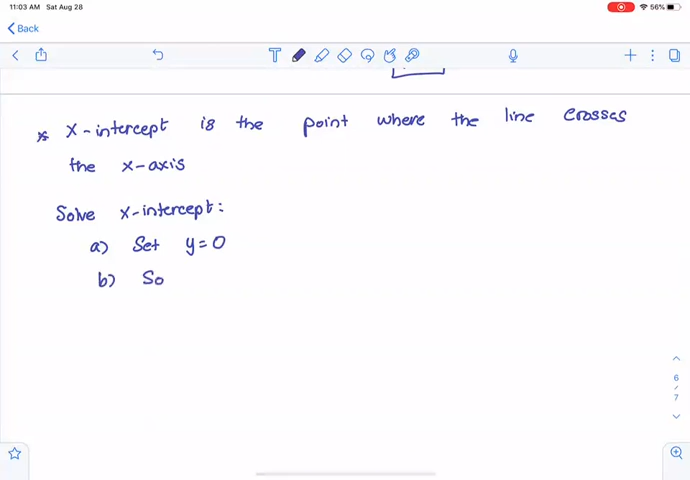 11:03 AM Sat Aug 28
56%
Back
* x-intercept is the point where the line crosses
the x-axis
Solve x-intercept:
a) Set y=0
b) So
6
/
7